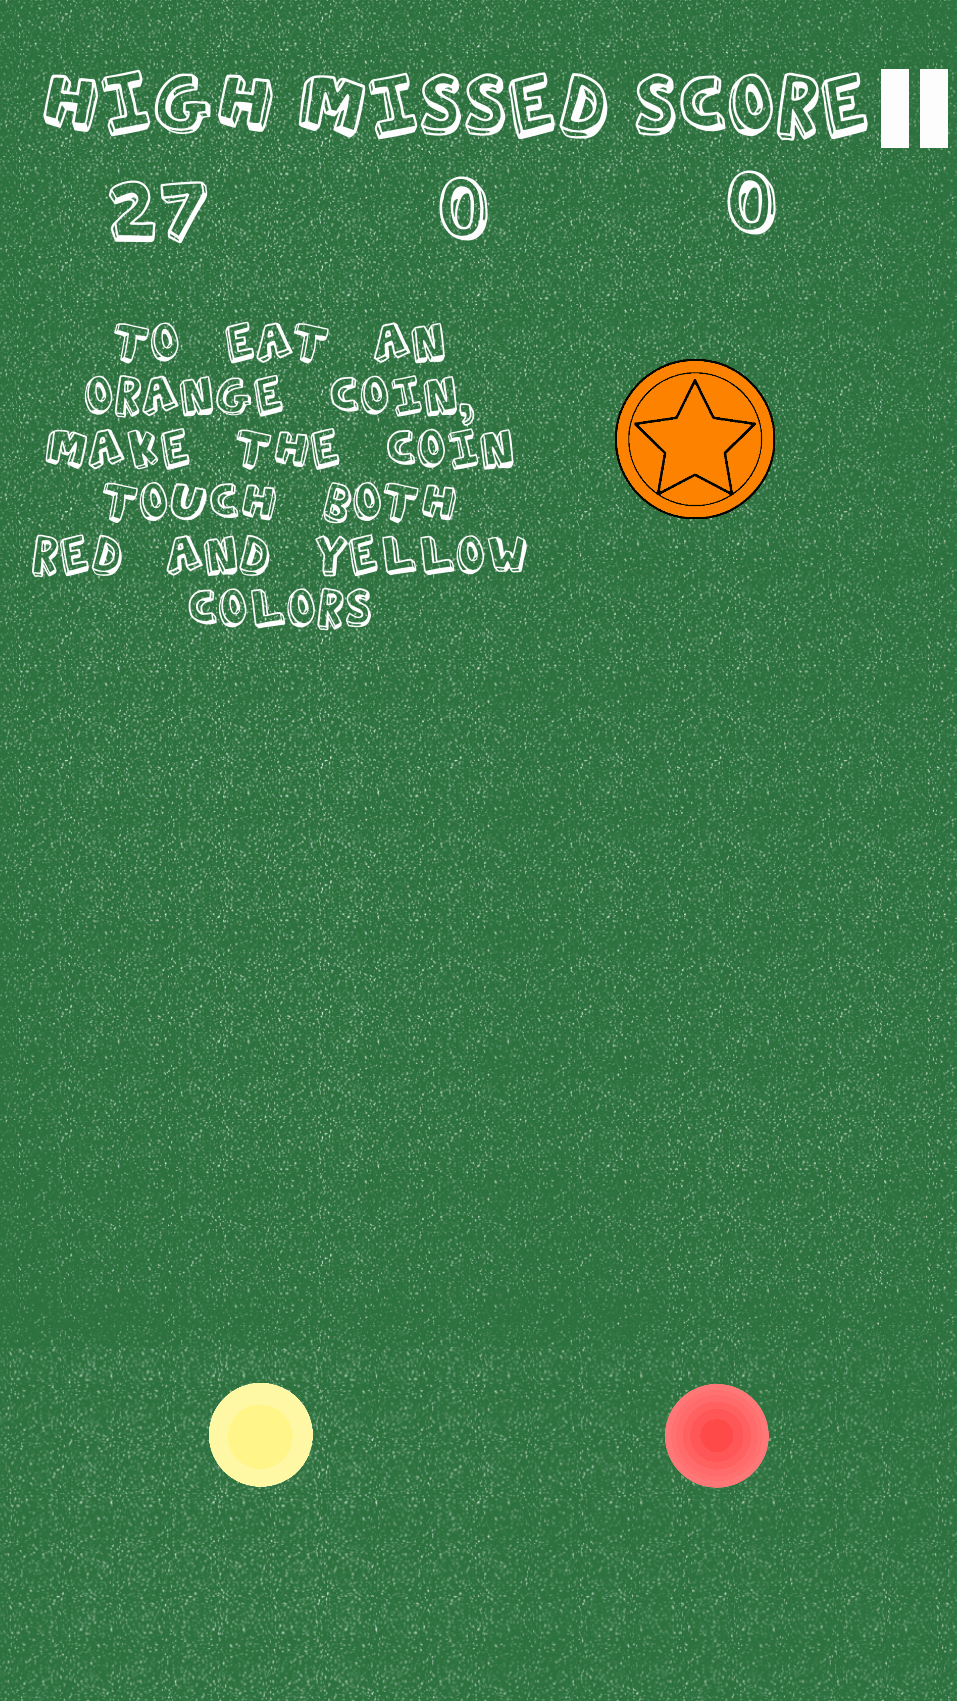 HIGH MISSED SCORE
27 0 0
TO EAT AN
ORANGE COIN,
MAKE THE COIN
TOUCH BOTH
RED AND YELLOW
COLORS